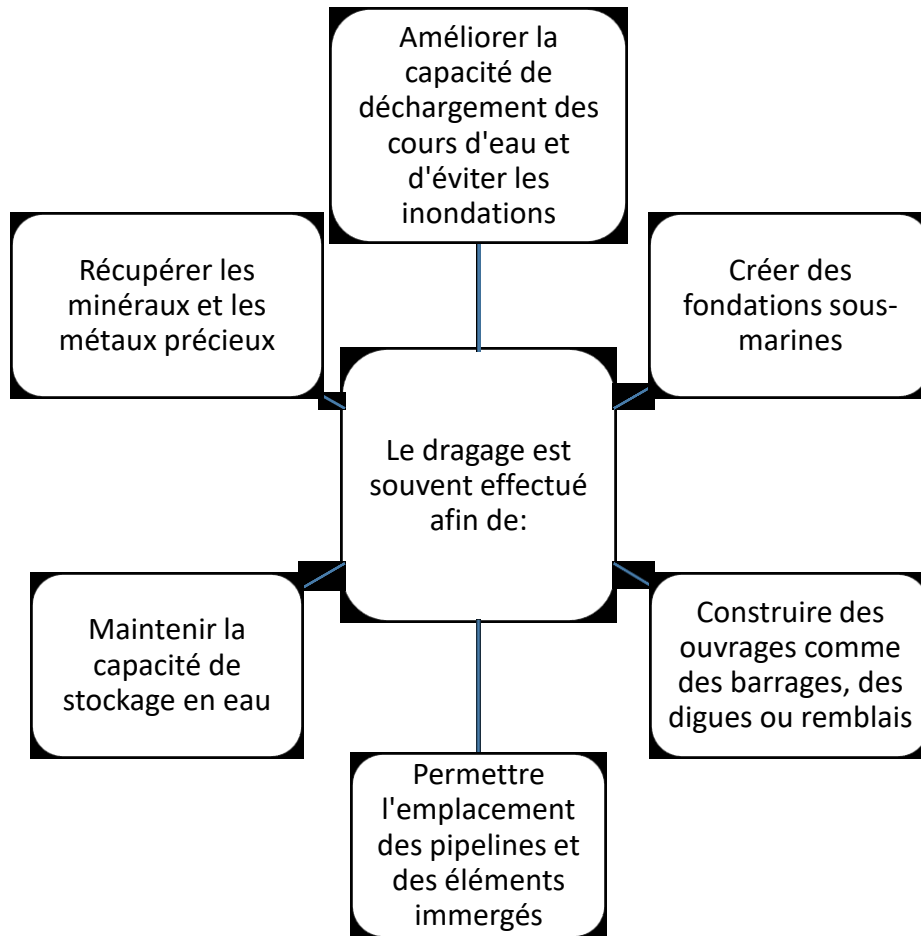 Améliorer la
capacité de
déchargement des
cours d'eau et
d'éviter les
inondations
Récupérer les
minéraux et les
métaux précieux
Créer des
fondations sous-
marines
Le dragage est
souvent effectué
afin de:
Maintenir la
capacité de
stockage en eau
Construire des
ouvrages comme
des barrages, des
digues ou remblais
Permettre
l'emplacement
des pipelines et
des éléments
immergés